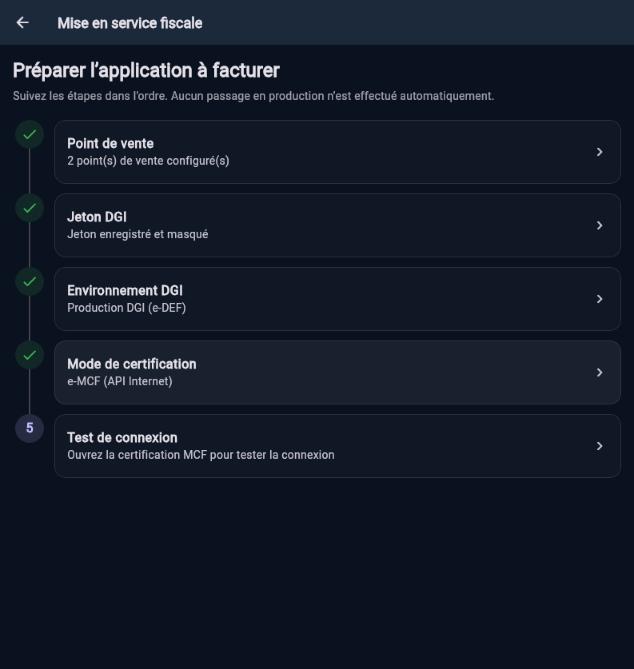 Mise en service fiscale
Préparer l'application à facturer
Suivez les étapes dans l'ordre. Aucun passage en production n'est effectué automatiquement.
Point de vente
2 point(s) de vente configuré(s)
Jeton DGI
Jeton enregistré et masqué
Environnement DGI
Production DGI (e-DEF)
Mode de certification
e-MCF (API Internet)
5
Test de connexion
Ouvrez la certification MCF pour tester la connexion